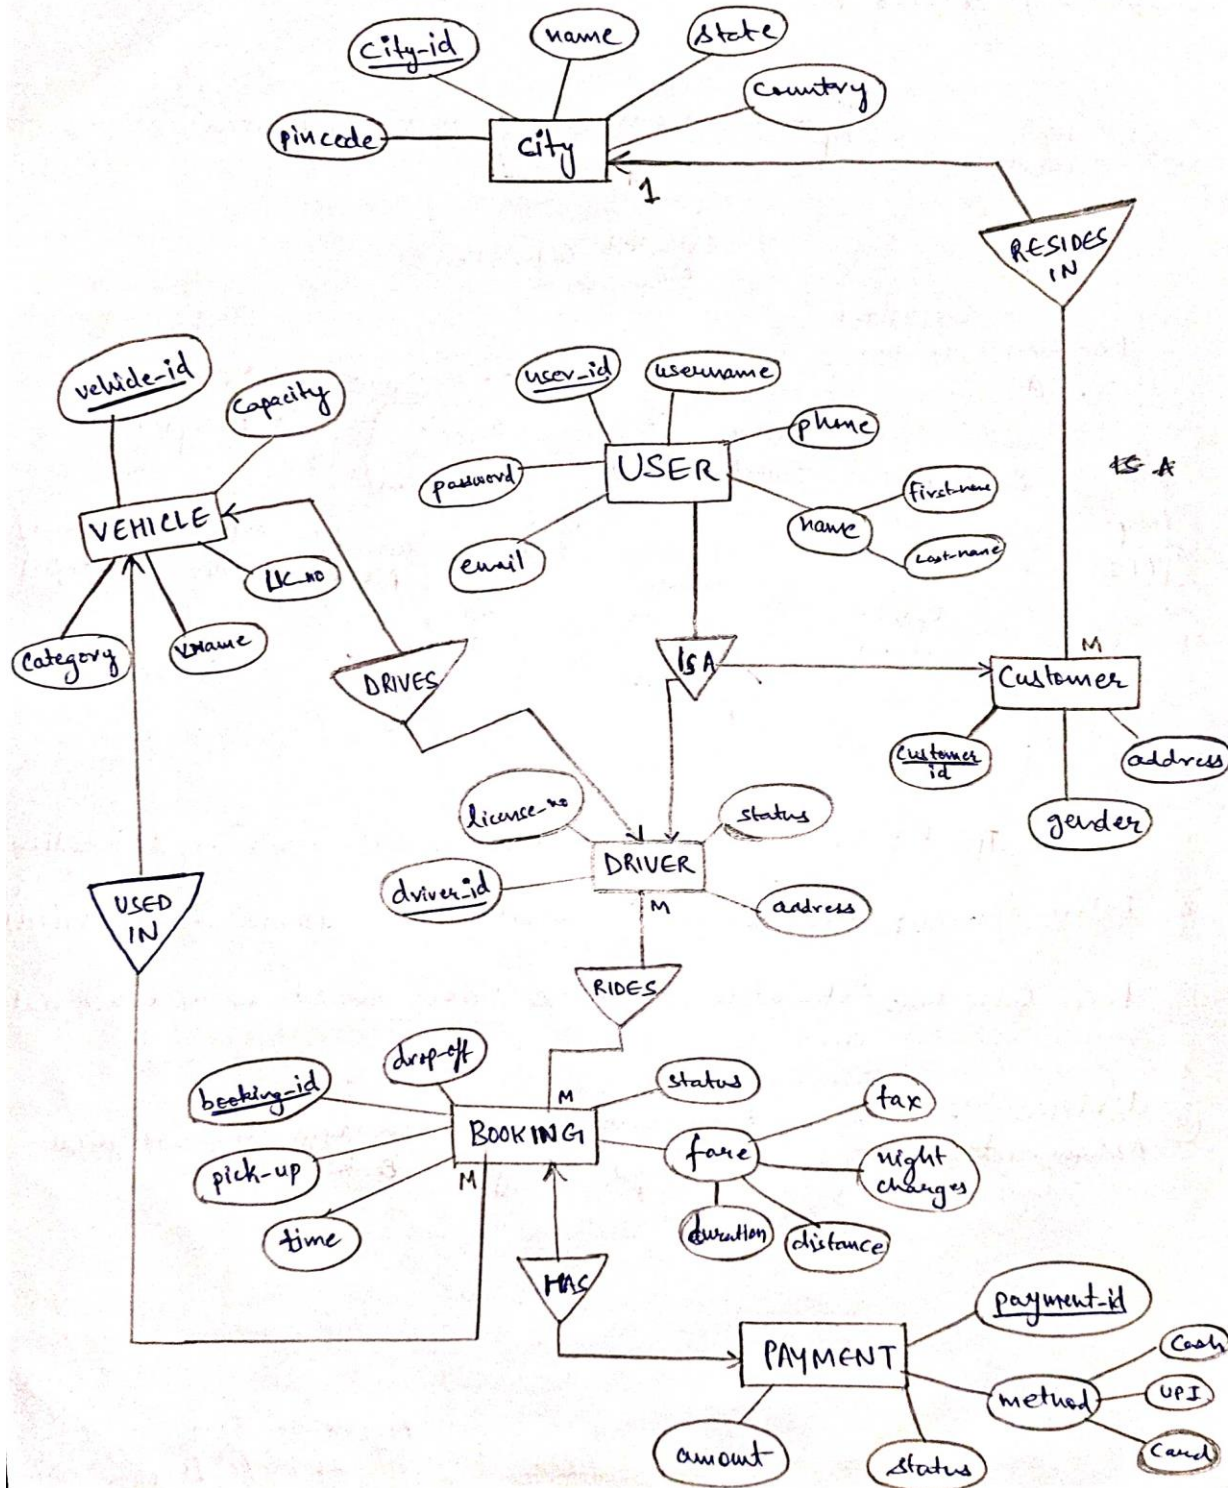 city-id
name
state
country
pincode
city
1
RESIDES
IN
vehicle-id
capacity
user_id
username
phone
password
USER
IS A
first-name
name
Last-name
email
VEHICLE
category
vname
DRIVES
ISA
M
Customer
customer
id
address
gender
license_no
status
DRIVER
driver_id
address
M
USED
IN
RIDES
drop-off
booking-id
status
M
BOOKING
M
pick-up
time
fare
tax
night
charges
duration
distance
HAS
payment-id
PAYMENT
method
cash
UPI
card
amount
status